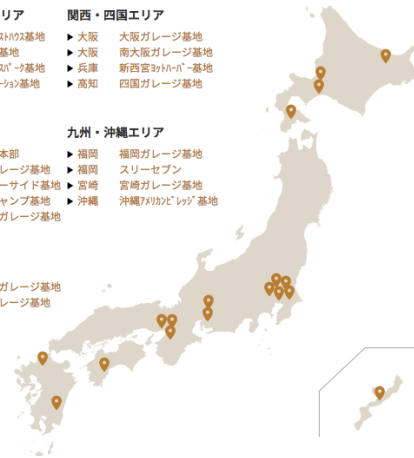 リア
ストハウス基地
基地
スパーク基地
ーション基地
関西・四国エリア
▶ 大阪 大阪ガレージ基地
▶ 大阪 南大阪ガレージ基地
▶ 兵庫 新西宮ヨットハーバー基地
▶ 高知 四国ガレージ基地
本部
レージ基地
ーサイド基地
ャンプ基地
ガレージ基地
九州・沖縄エリア
▶ 福岡 福岡ガレージ基地
▶ 福岡 スリーセブン
▶ 宮崎 宮崎ガレージ基地
▶ 沖縄 沖縄アメリカンビレッジ基地
ガレージ基地
レージ基地